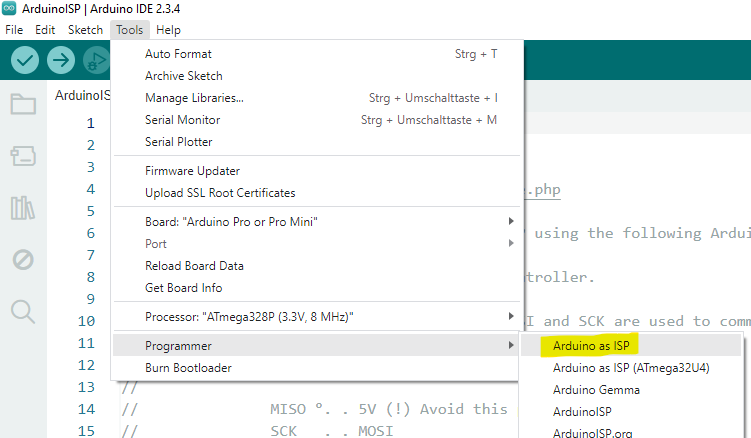 ArduinoISP | Arduino IDE 2.3.4
File Edit Sketch Tools Help
Auto Format Strg + T
Archive Sketch
ArduinoIS
Manage Libraries... Strg + Umschalttaste + I
1 Serial Monitor Strg + Umschalttaste + M
2 Serial Plotter
3 Firmware Updater
4 Upload SSL Root Certificates .php
5 Board: "Arduino Pro or Pro Mini"
6 Port using the following Ardui
7 Reload Board Data
8 Get Board Info troller.
9
10 Processor: "ATmega328P (3.3V, 8 MHz)" I and SCK are used to comm
11 Programmer Arduino as ISP
12 Burn Bootloader Arduino as ISP (ATmega32U4)
13 // Arduino Gemma
14 // MISO °. . 5V (!) Avoid this ArduinoISP
15 // SCK . . MOSI ArduinoISP.org